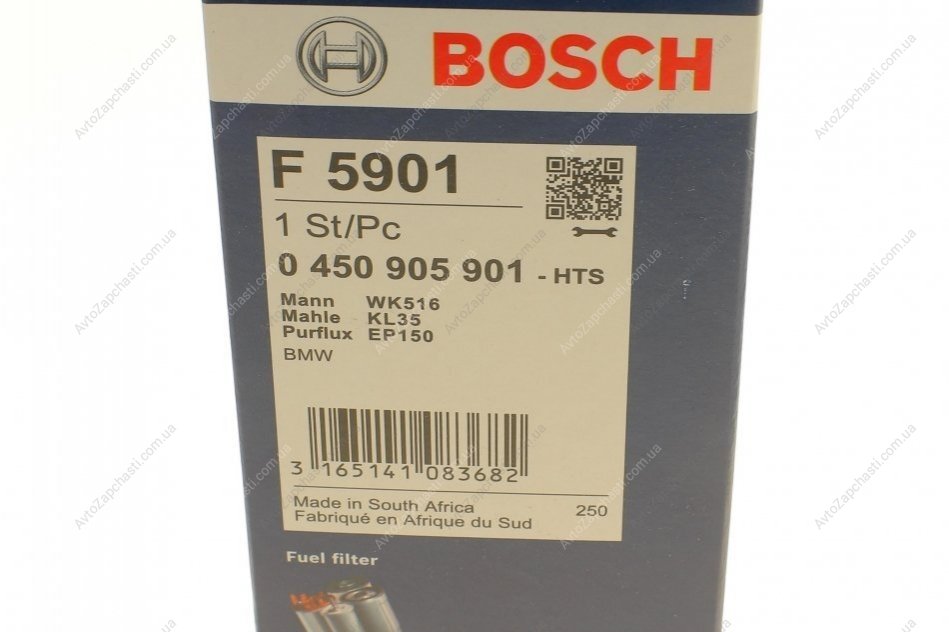 BOSCH
F 5901
1 St/Pc
0 450 905 901 - HTS
Mann WK516
Mahle KL35
Purflux EP150
BMW
3 165141 083682
Made in South Africa 250
Fabriqué en Afrique du Sud
Fuel filter
AvtoZapchasti.com.ua